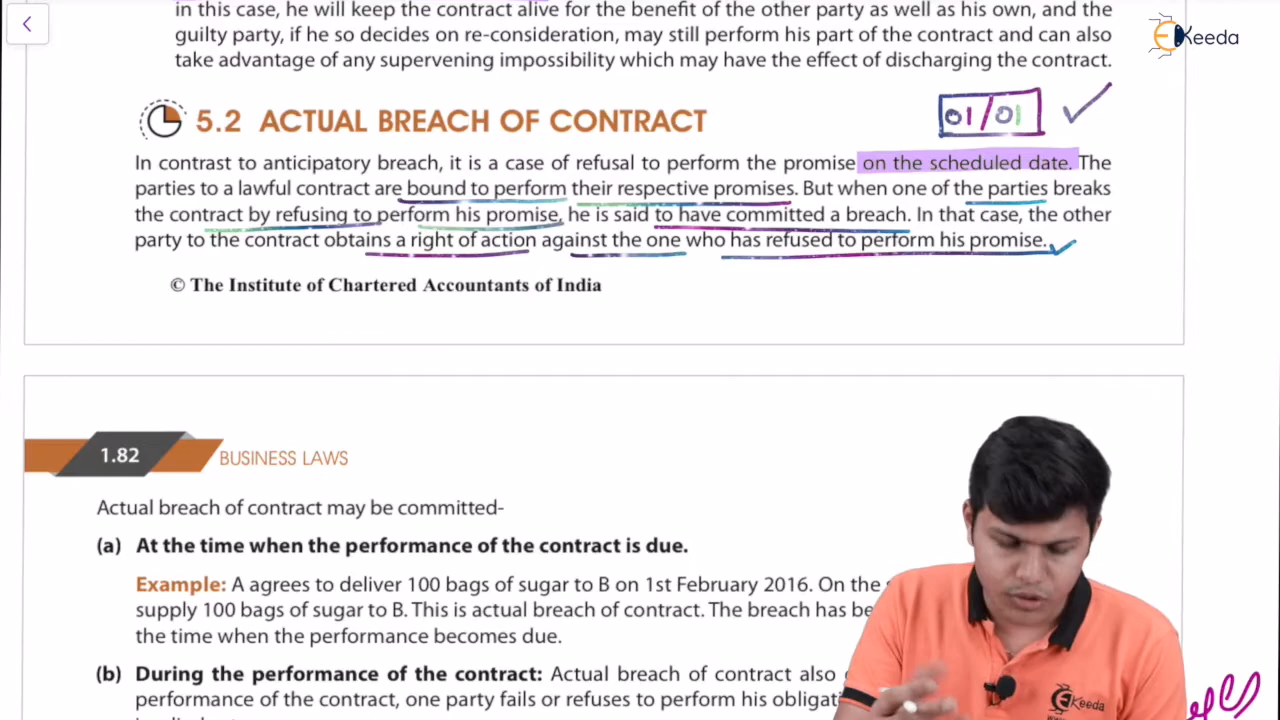 in this case, he will keep the contract alive for the benefit of the other party as well as his own, and the
guilty party, if he so decides on re-consideration, may still perform his part of the contract and can also
take advantage of any supervening impossibility which may have the effect of discharging the contract.
Keeda
5.2 ACTUAL BREACH OF CONTRACT
01/01
In contrast to anticipatory breach, it is a case of refusal to perform the promise on the scheduled date. The
parties to a lawful contract are bound to perform their respective promises. But when one of the parties breaks
the contract by refusing to perform his promise, he is said to have committed a breach. In that case, the other
party to the contract obtains a right of action against the one who has refused to perform his promise.
© The Institute of Chartered Accountants of India
1.82 BUSINESS LAWS
Actual breach of contract may be committed-
(a) At the time when the performance of the contract is due.
Example: A agrees to deliver 100 bags of sugar to B on 1st February 2016. On the
supply 100 bags of sugar to B. This is actual breach of contract. The breach has be
the time when the performance becomes due.
(b) During the performance of the contract: Actual breach of contract also
performance of the contract, one party fails or refuses to perform his obligati
Keeda